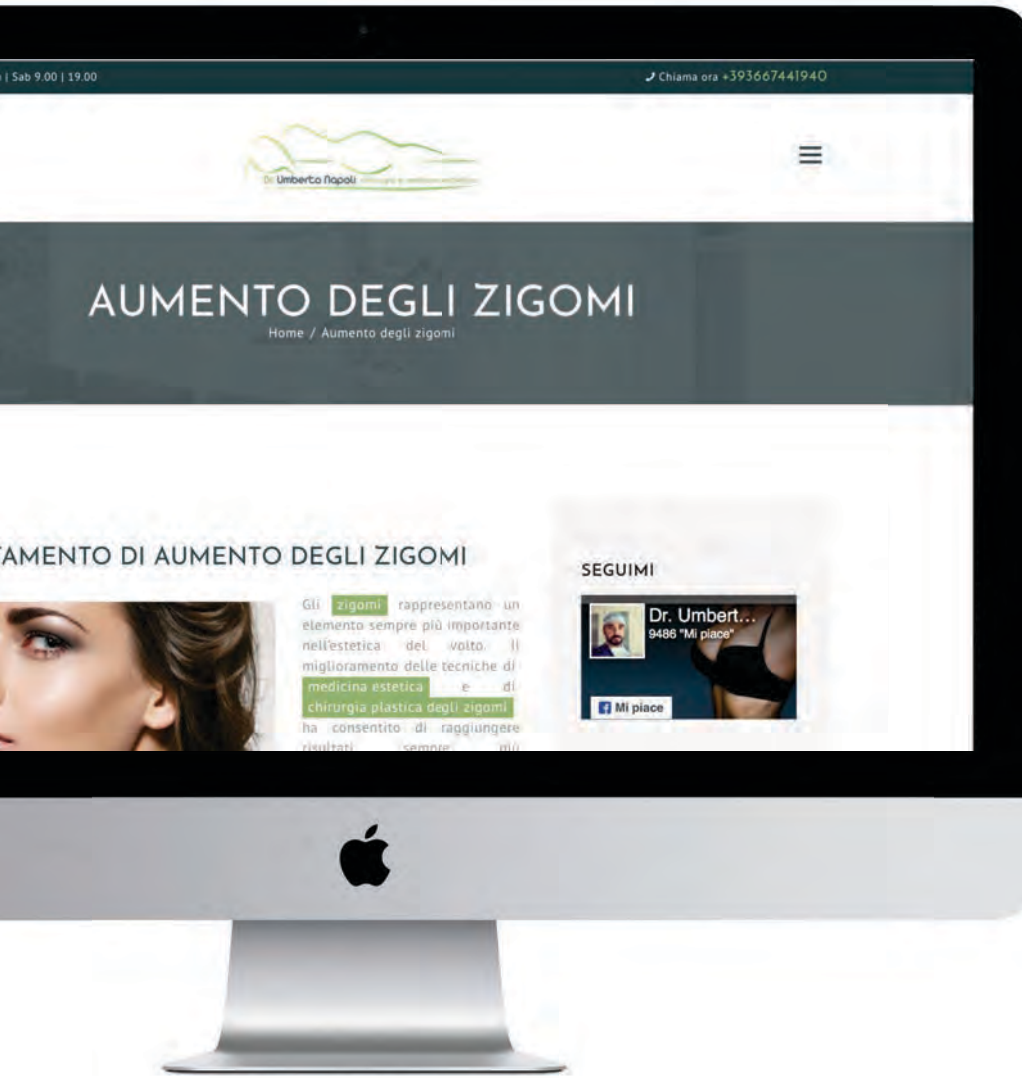 | Sab 9.00 | 19.00
Chiama ora +393667441940
Dr Umberto Napoli
AUMENTO DEGLI ZIGOMI
Home / Aumento degli zigomi
TAMENTO DI AUMENTO DEGLI ZIGOMI
Gli zigomi rappresentano un
elemento sempre più importante
nell'estetica del volto. Il
miglioramento delle tecniche di
medicina estetica e di
chirurgia plastica degli zigomi
ha consentito di raggiungere
risultati sempre più
SEGUIMI
Dr. Umbert...
9486 "Mi piace"
Mi piace